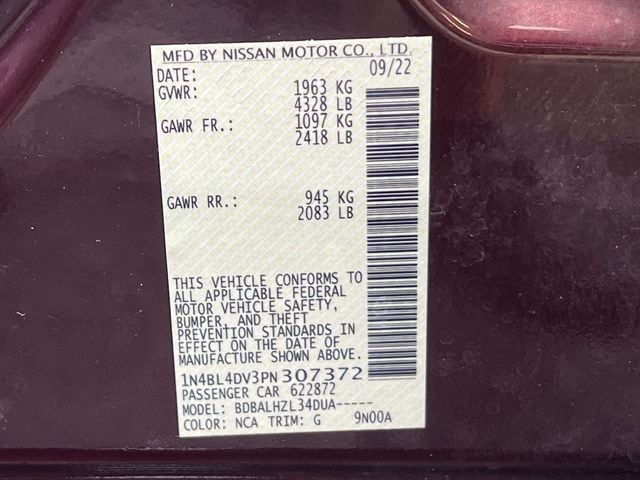 MFD BY NISSAN MOTOR CO., LTD.
DATE: 09/22
GVWR: 1963 KG
4328 LB
GAWR FR.: 1097 KG
2418 LB
GAWR RR.: 945 KG
2083 LB
THIS VEHICLE CONFORMS TO
ALL APPLICABLE FEDERAL
MOTOR VEHICLE SAFETY,
BUMPER, AND THEFT
PREVENTION STANDARDS IN
EFFECT ON THE DATE OF
MANUFACTURE SHOWN ABOVE.
1N4BL4DV3PN307372
PASSENGER CAR 622872
MODEL: BDBALHZL34DUA-----
COLOR: NCA TRIM: G 9N00A